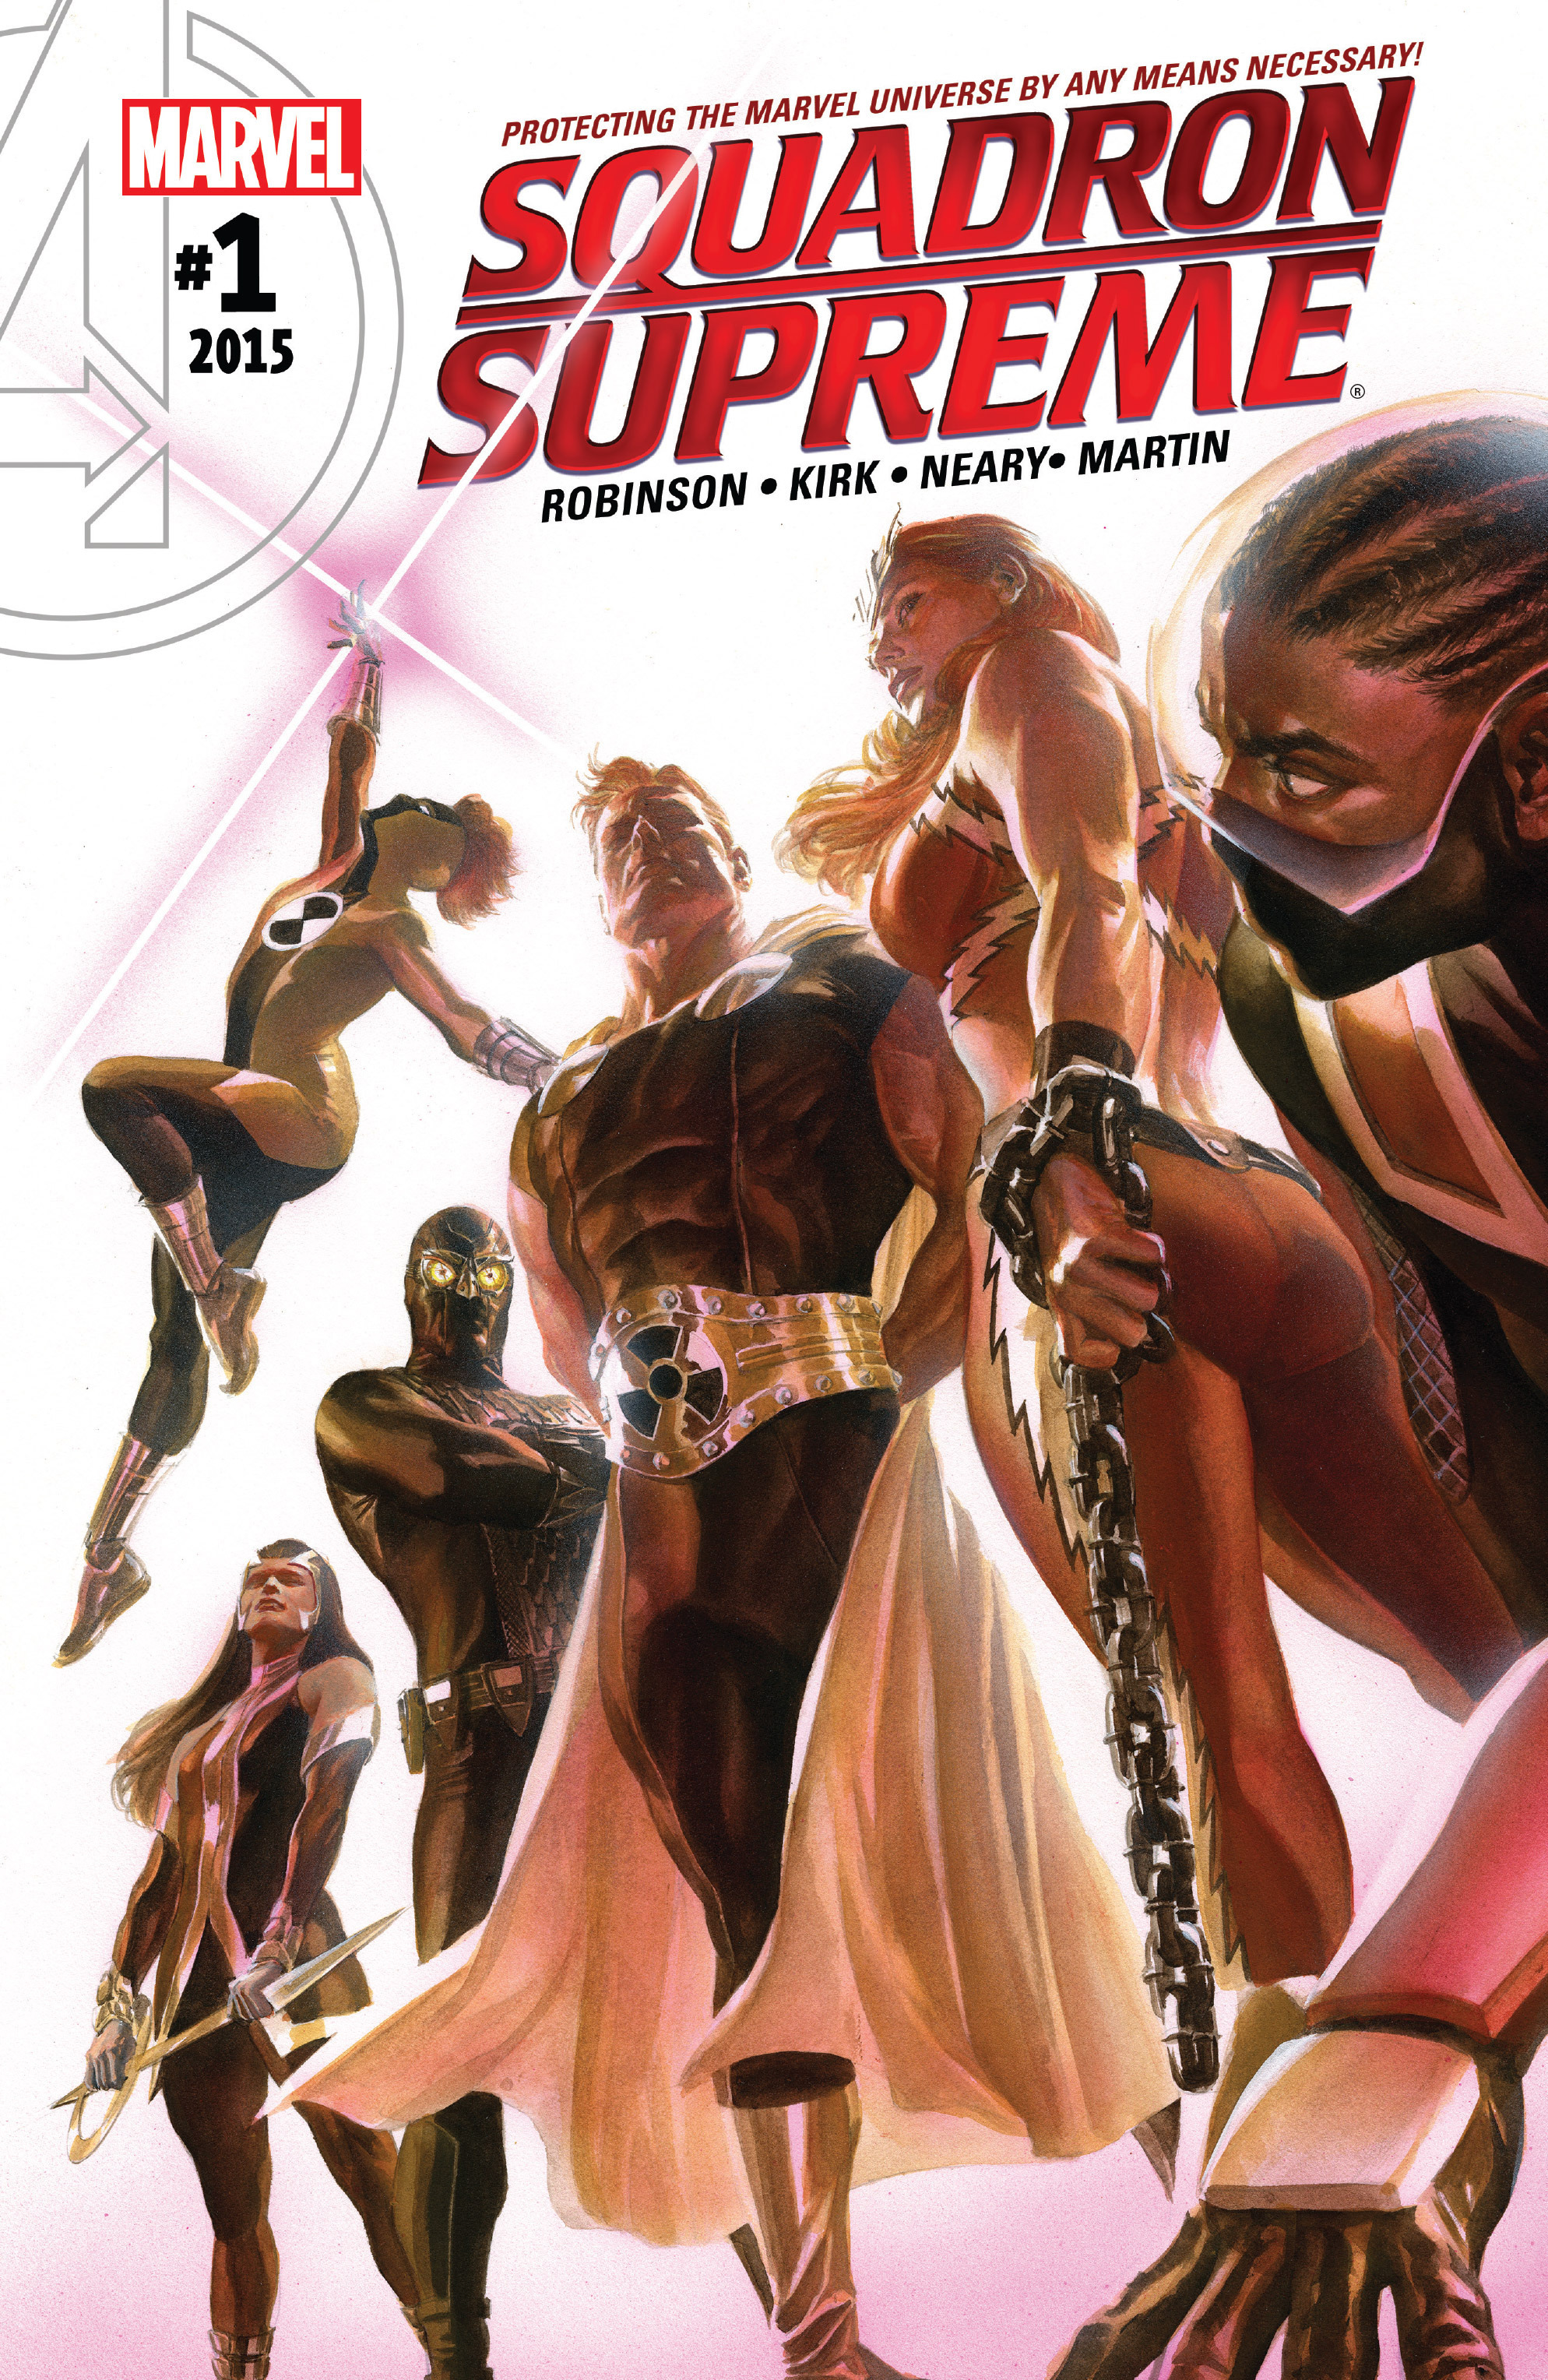 PROTECTING THE MARVEL UNIVERSE BY ANY MEANS NECESSARY!
MARVEL
SQUADRON
SUPREME®
#1
2015
ROBINSON • KIRK • NEARY• MARTIN